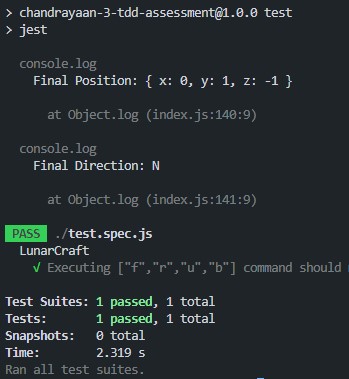 > chandrayaan-3-tdd-assessment@1.0.0 test
> jest
console.log
Final Position: { x: 0, y: 1, z: -1 }
at Object.log (index.js:140:9)
console.log
Final Direction: N
at Object.log (index.js:141:9)
PASS ./test.spec.js
LunarCraft
√ Executing ["f","r","u","b"] command should
Test Suites: 1 passed, 1 total
Tests: 1 passed, 1 total
Snapshots: 0 total
Time: 2.319 s
Ran all test suites.